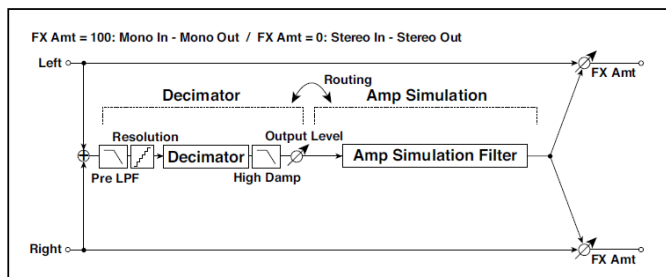 FX Amt = 100: Mono In - Mono Out / FX Amt = 0: Stereo In - Stereo Out
Left
FX Amt
Routing
Decimator
Amp Simulation
Resolution
Output Level
Decimator
Amp Simulation Filter
Pre LPF
High Damp
Right
FX Amt